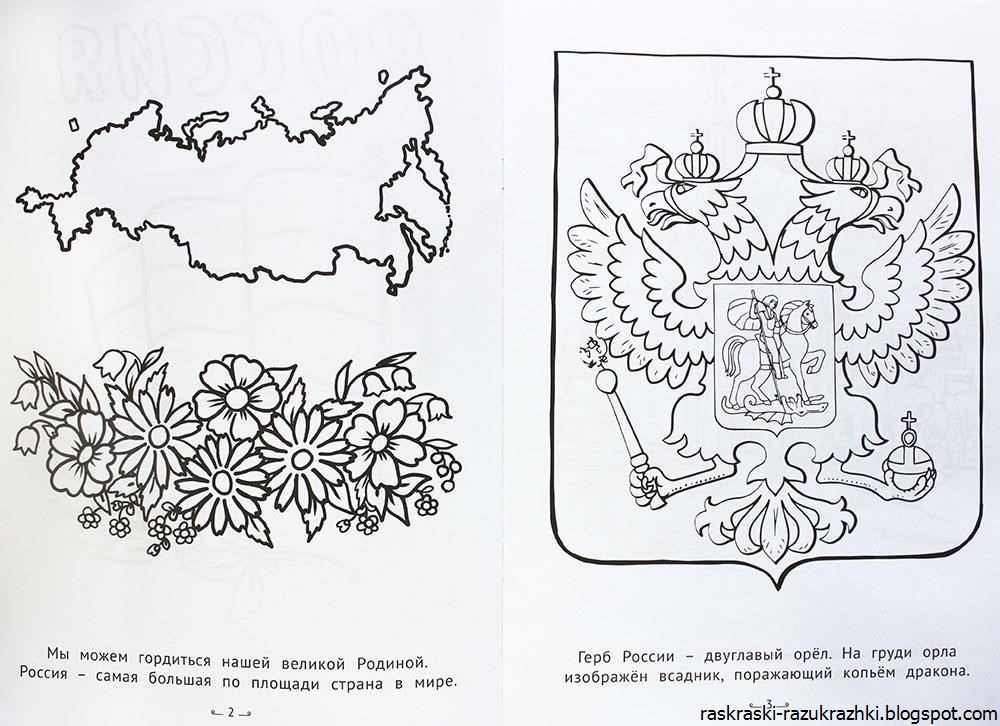 РОССИЯ
Мы можем гордиться нашей великой Родиной.
Россия – самая большая по площади страна в мире.
2
Герб России – двуглавый орёл. На груди орла
изображён всадник, поражающий копьём дракона.
3
raskraski-razukrazhki.blogspot.com